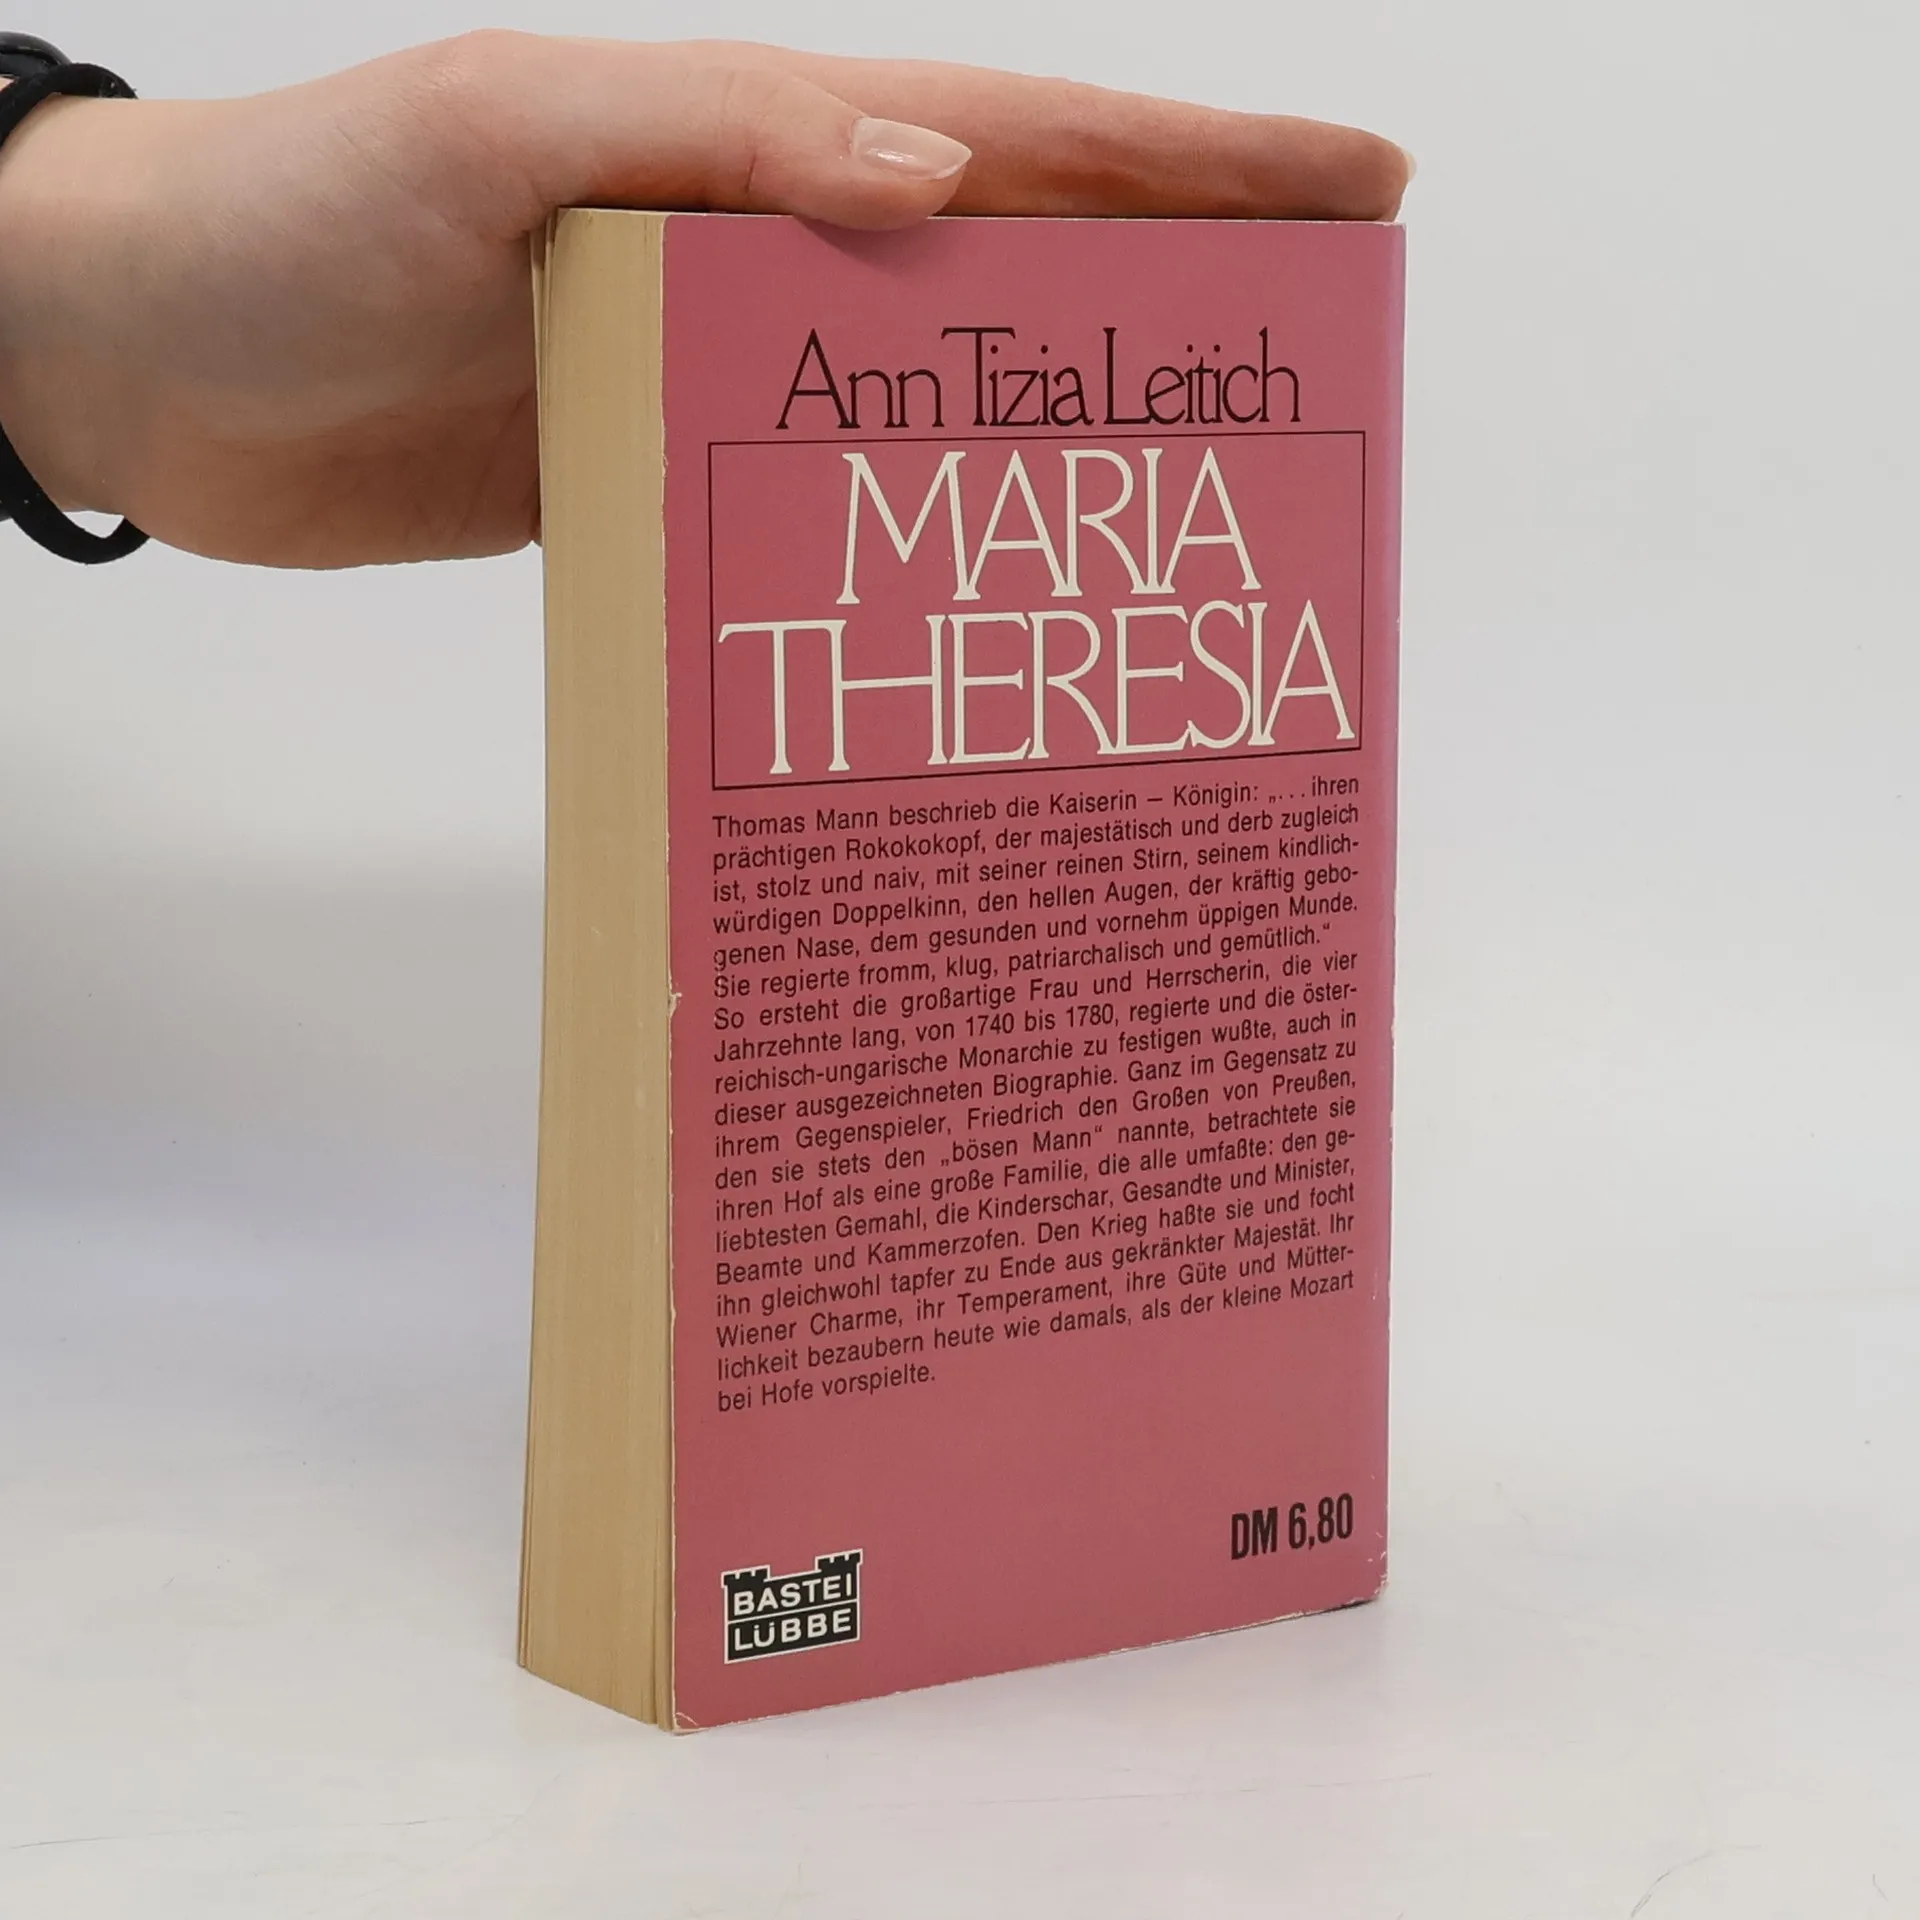 Ann Tizia Leitich
MARIA
THERESIA
Thomas Mann beschrieb die Kaiserin – Königin: „... ihren
prächtigen Rokokokopf, der majestätisch und derb zugleich
ist, stolz und naiv, mit seiner reinen Stirn, seinem kindlich-
würdigen Doppelkinn, den hellen Augen, der kräftig gebo-
genen Nase, dem gesunden und vornehm üppigen Munde.
Sie regierte fromm, klug, patriarchalisch und gemütlich.“
So ersteht die großartige Frau und Herrscherin, die vier
Jahrzehnte lang, von 1740 bis 1780, regierte und die öster-
reichisch-ungarische Monarchie zu festigen wußte, auch in
dieser ausgezeichneten Biographie. Ganz im Gegensatz zu
ihrem Gegenspieler, Friedrich den Großen von Preußen,
den sie stets den „bösen Mann“ nannte, betrachtete sie
ihren Hof als eine große Familie, die alle umfaßte: den ge-
liebtesten Gemahl, die Kinderschar, Gesandte und Minister,
Beamte und Kammerzofen. Den Krieg haßte sie und focht
ihn gleichwohl tapfer zu Ende aus gekränkter Majestät. Ihr
Wiener Charme, ihr Temperament, ihre Güte und Mütter-
lichkeit bezaubern heute wie damals, als der kleine Mozart
bei Hofe vorspielte.
DM 6,80
BASTEI
LÜBBE